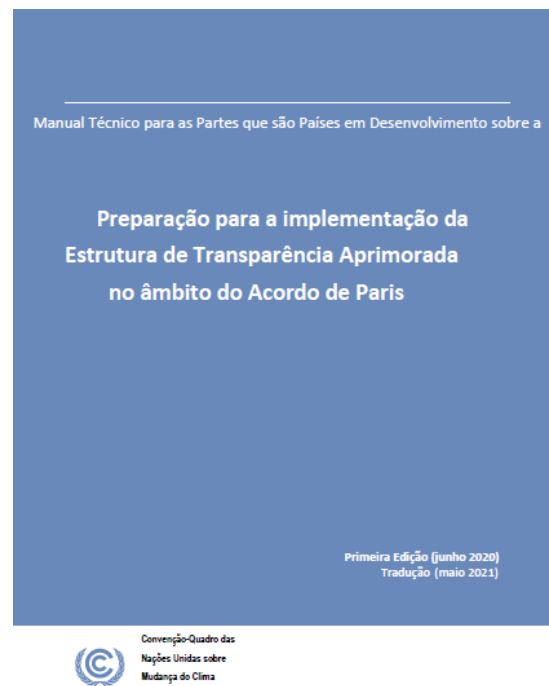 Manual Técnico para as Partes que são Países em Desenvolvimento sobre a
Preparação para a implementação da
Estrutura de Transparência Aprimorada
no âmbito do Acordo de Paris
Primeira Edição (junho 2020)
Tradução (maio 2021)
Convenção-Quadro das
Nações Unidas sobre
Mudança do Clima